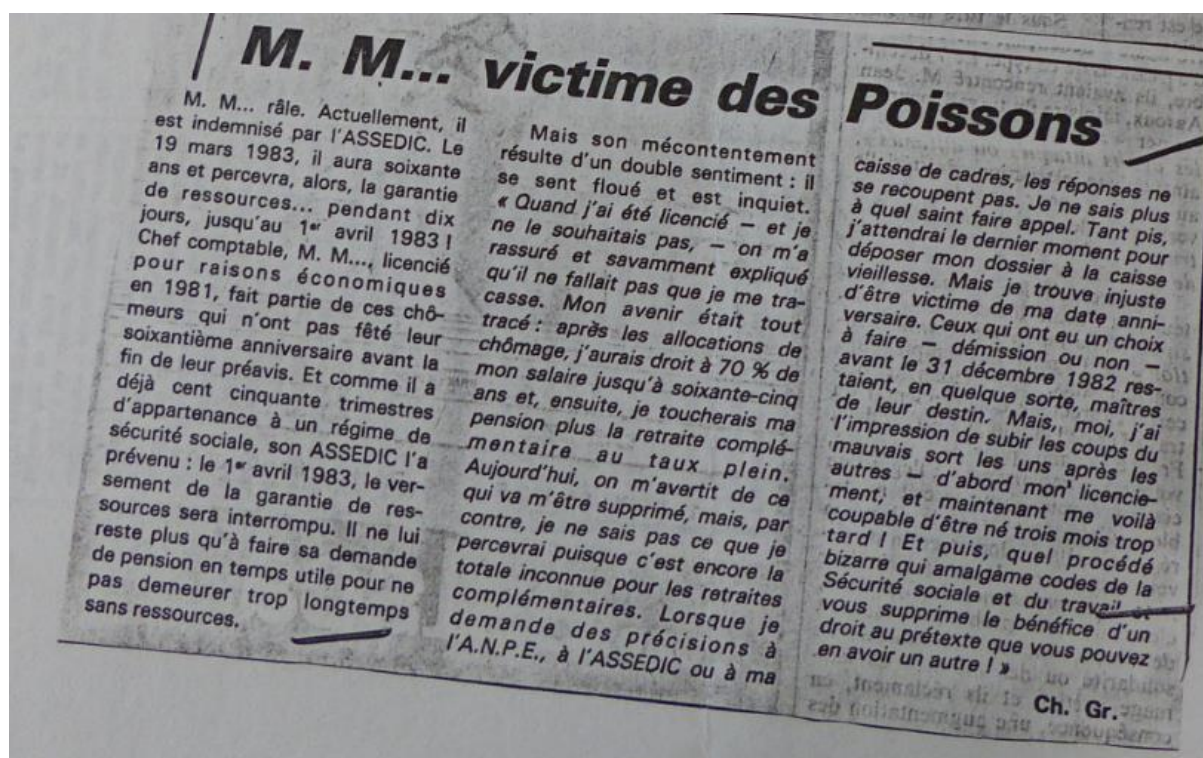 M. M... victime des Poissons
M. M... râle. Actuellement, il
est indemnisé par l'ASSEDIC. Le
19 mars 1983, il aura soixante
ans et percevra, alors, la garantie
de ressources... pendant dix
jours, jusqu'au 1er avril 1983 !
Chef comptable, M. M..., licencié
pour raisons économiques
en 1981, fait partie de ces chô-
meurs qui n'ont pas fêté leur
soixantième anniversaire avant la
fin de leur préavis. Et comme il a
déjà cent cinquante trimestres
d'appartenance à un régime de
sécurité sociale, son ASSEDIC l'a
prévenu : le 1er avril 1983, le ver-
sement de la garantie de res-
sources sera interrompu. Il ne lui
reste plus qu'à faire sa demande
de pension en temps utile pour ne
pas demeurer trop longtemps
sans ressources.
Mais son mécontentement
résulte d'un double sentiment : il
se sent floué et est inquiet.
« Quand j'ai été licencié – et je
ne le souhaitais pas, – on m'a
rassuré et savamment expliqué
qu'il ne fallait pas que je me tra-
casse. Mon avenir était tout
tracé : après les allocations de
chômage, j'aurais droit à 70 % de
mon salaire jusqu'à soixante-cinq
ans et, ensuite, je toucherais ma
pension plus la retraite complé-
mentaire au taux plein.
Aujourd'hui, on m'avertit de ce
qui va m'être supprimé, mais, par
contre, je ne sais pas ce que je
percevrai puisque c'est encore la
totale inconnue pour les retraites
complémentaires. Lorsque je
demande des précisions à
l'A.N.P.E., à l'ASSEDIC ou à ma
caisse de cadres, les réponses ne
se recoupent pas. Je ne sais plus
à quel saint faire appel. Tant pis,
j'attendrai le dernier moment pour
déposer mon dossier à la caisse
vieillesse. Mais je trouve injuste
d'être victime de ma date anni-
versaire. Ceux qui ont eu un choix
à faire – démission ou non –
avant le 31 décembre 1982 res-
taient, en quelque sorte, maîtres
de leur destin. Mais, moi, j'ai
l'impression de subir les coups du
mauvais sort les uns après les
autres – d'abord mon licencie-
ment, et maintenant me voilà
coupable d'être né trois mois trop
tard ! Et puis, quel procédé
bizarre qui amalgame codes de la
Sécurité sociale et du travail
vous supprime le bénéfice d'un
droit au prétexte que vous pouvez
en avoir un autre ! »
Ch. Gr.